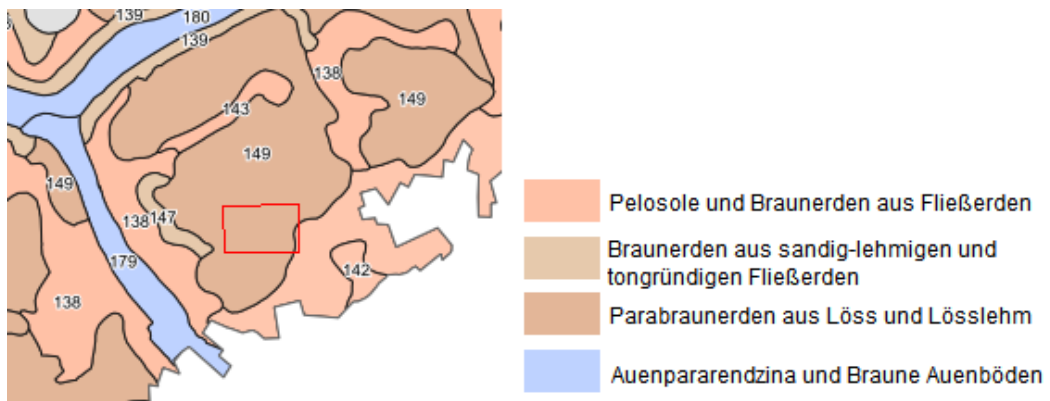 139
180
139
138
149
143
149
149
138
147
179
142
138
Pelosole und Braunerden aus Fließerden
Braunerden aus sandig-lehmigen und
tongründigen Fließerden
Parabraunerden aus Löss und Lösslehm
Auenpararendzina und Braune Auenböden